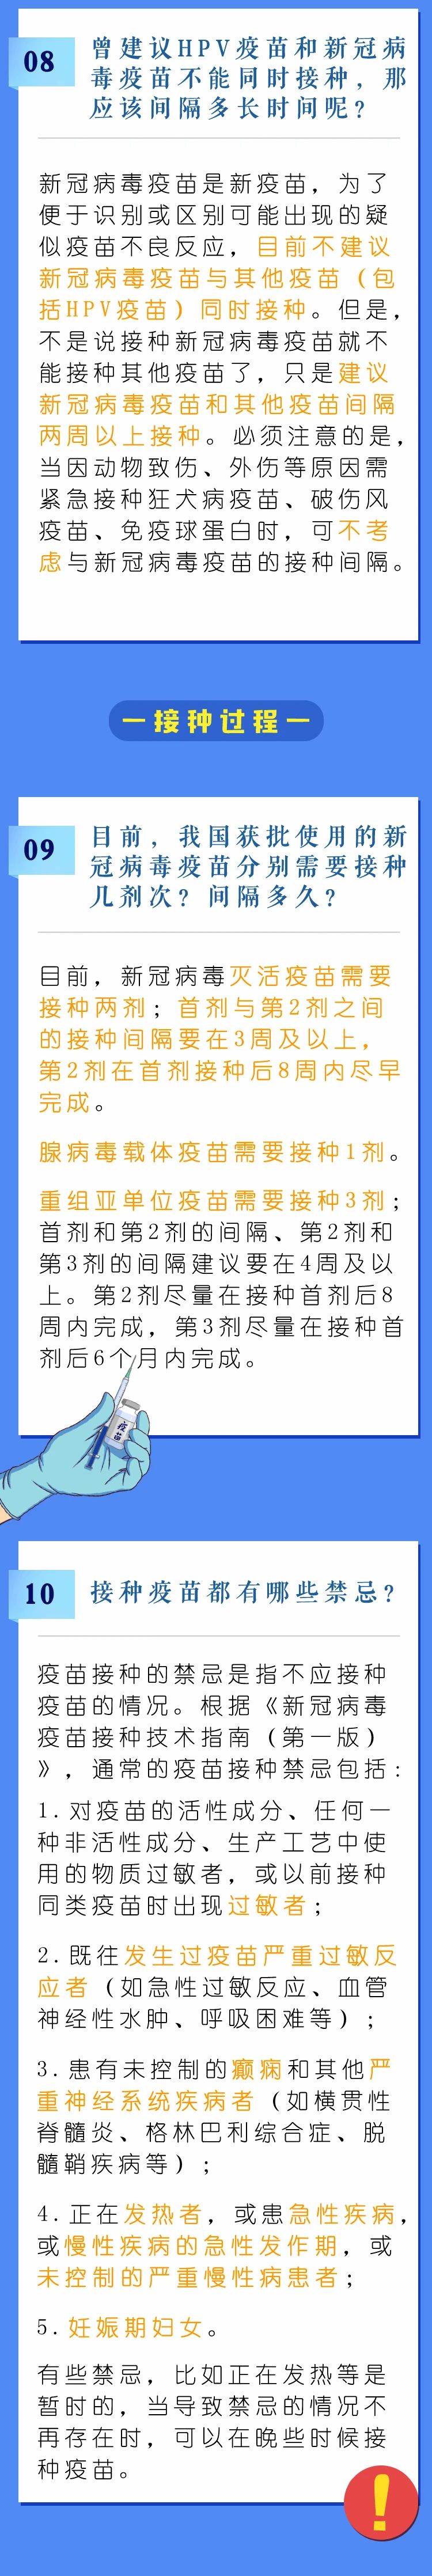 08
曾建议HPV疫苗和新冠病
毒疫苗不能同时接种，那
应该间隔多长时间呢？
新冠病毒疫苗是新疫苗，为了
便于识别或区别可能出现的疑
似疫苗不良反应，目前不建议
新冠病毒疫苗与其他疫苗（包
括HPV疫苗）同时接种。但是，
不是说接种新冠病毒疫苗就不
能接种其他疫苗了，只是建议
新冠病毒疫苗和其他疫苗间隔
两周以上接种。必须注意的是，
当因动物致伤、外伤等原因需
紧急接种狂犬病疫苗、破伤风
疫苗、免疫球蛋白时，可不考
虑与新冠病毒疫苗的接种间隔。
一接种过程一
09
目前，我国获批使用的新
冠病毒疫苗分别需要接种
几剂次？间隔多久？
目前，新冠病毒灭活疫苗需要
接种两剂；首剂与第2剂之间
的接种间隔要在3周及以上，
第2剂在首剂接种后8周内尽早
完成。
腺病毒载体疫苗需要接种1剂。
重组亚单位疫苗需要接种3剂；
首剂和第2剂的间隔、第2剂和
第3剂的间隔建议要在4周及以
上。第2剂尽量在接种首剂后8
周内完成，第3剂尽量在接种首
剂后6个月内完成。
疫苗
10
接种疫苗都有哪些禁忌？
疫苗接种的禁忌是指不应接种
疫苗的情况。根据《新冠病毒
疫苗接种技术指南（第一版）
》，通常的疫苗接种禁忌包括：
1.对疫苗的活性成分、任何一
种非活性成分、生产工艺中使
用的物质过敏者，或以前接种
同类疫苗时出现过敏者；
2.既往发生过疫苗严重过敏反
应者（如急性过敏反应、血管
神经性水肿、呼吸困难等）；
3.患有未控制的癫痫和其他严
重神经系统疾病者（如横贯性
脊髓炎、格林巴利综合症、脱
髓鞘疾病等）；
4.正在发热者，或患急性疾病，
或慢性疾病的急性发作期，或
未控制的严重慢性病患者；
5.妊娠期妇女。
有些禁忌，比如正在发热等是
暂时的，当导致禁忌的情况不
再存在时，可以在晚些时候接
种疫苗。
!